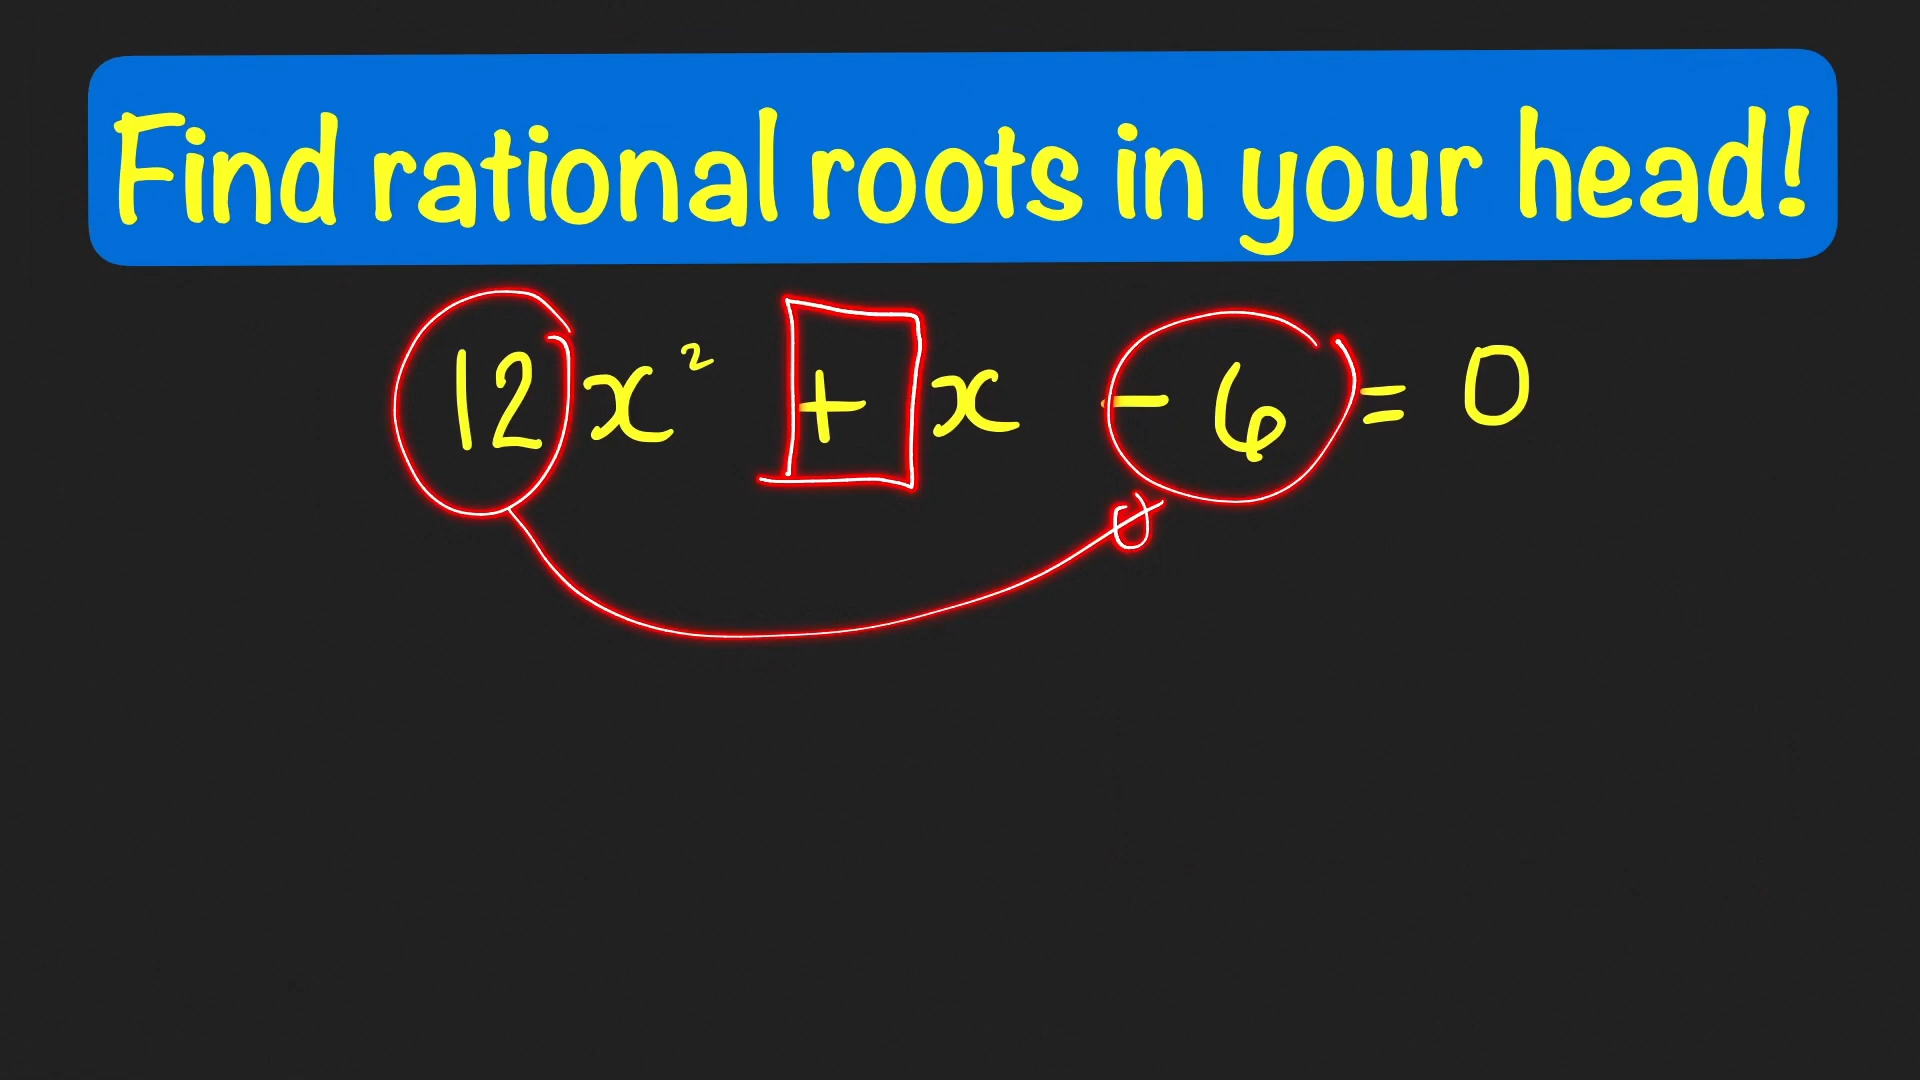 Find rational roots in your head!
12x² + x - 6 = 0